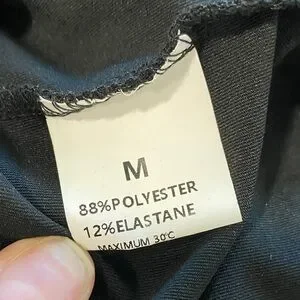 M
88%POLYESTER
12%ELASTANE
MAXIMUM 30°C